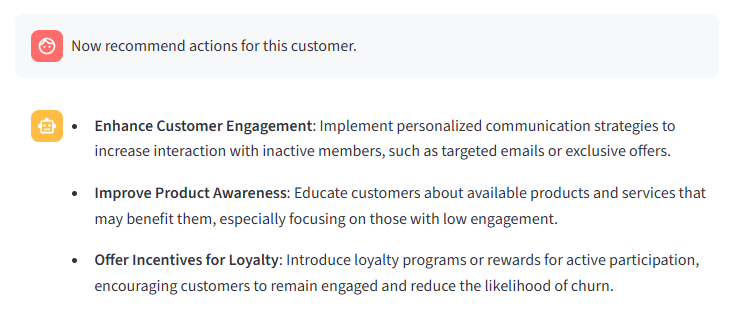 Now recommend actions for this customer.
• Enhance Customer Engagement: Implement personalized communication strategies to
increase interaction with inactive members, such as targeted emails or exclusive offers.
• Improve Product Awareness: Educate customers about available products and services that
may benefit them, especially focusing on those with low engagement.
• Offer Incentives for Loyalty: Introduce loyalty programs or rewards for active participation,
encouraging customers to remain engaged and reduce the likelihood of churn.